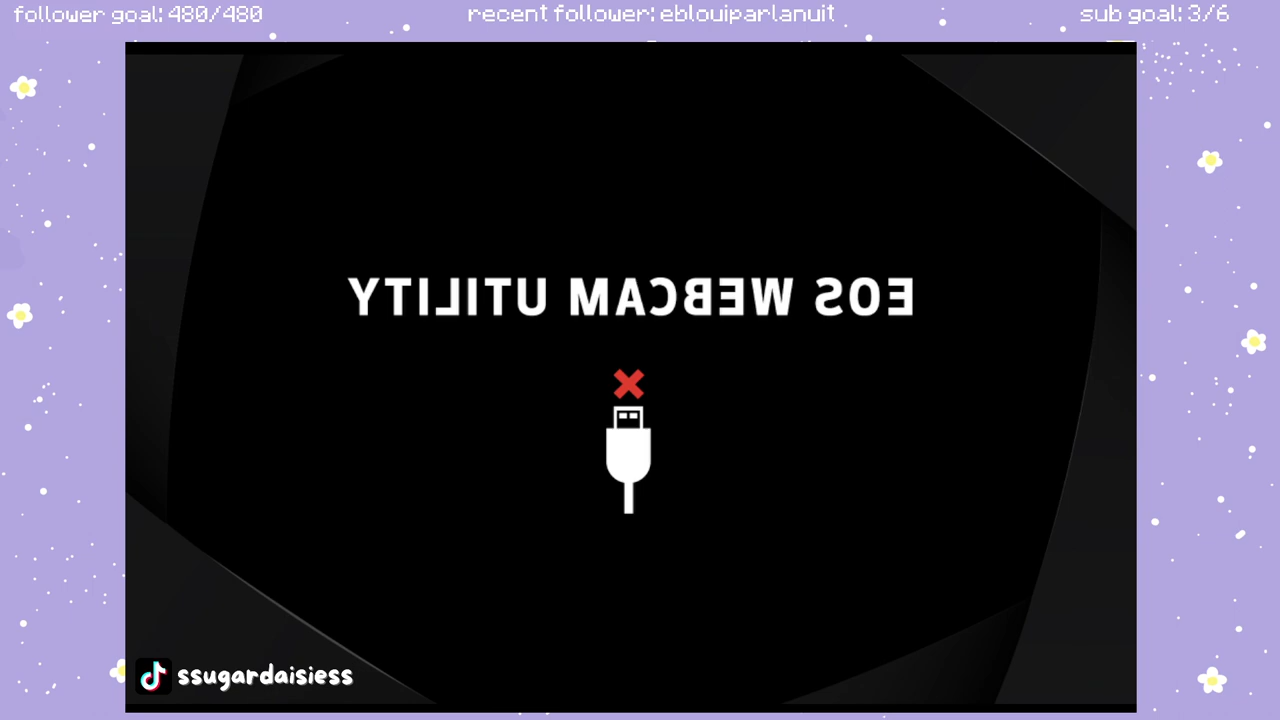 follower goal: 480/480
recent follower: eblouiparlanuit
sub goal: 3/6
EOS WEBCAM UTILITY
ssugardaisiess